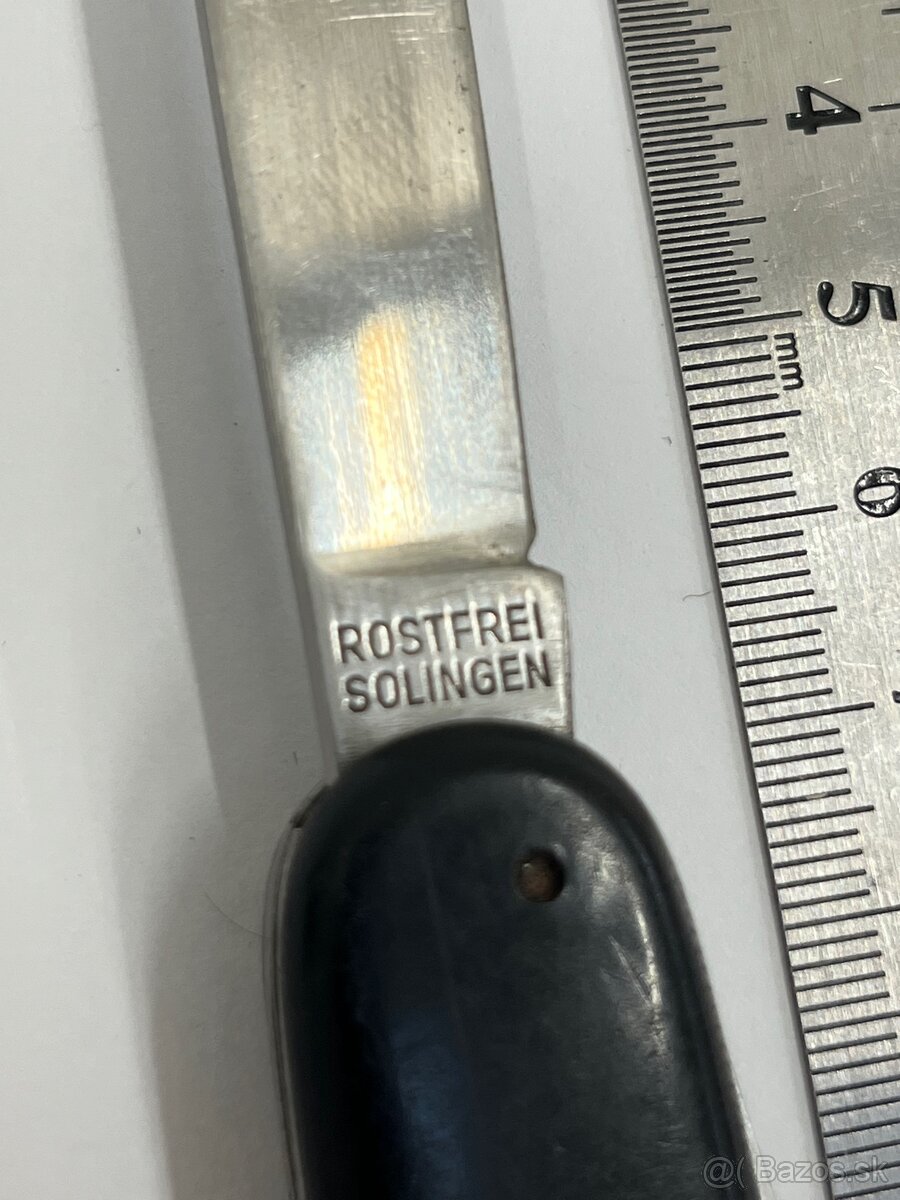 4
5
mm
6
ROSTFREI
SOLINGEN
@( Bazos.sk